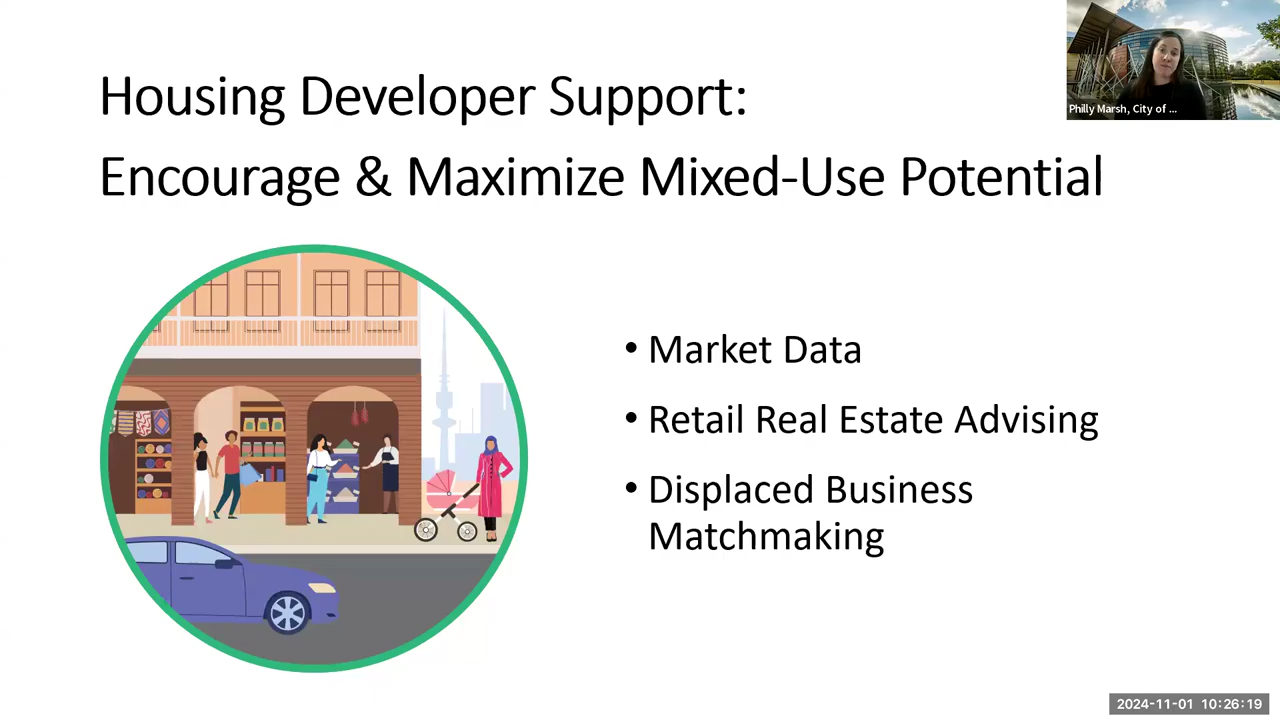 Housing Developer Support:
Encourage & Maximize Mixed-Use Potential
Philly Marsh, City of ...
• Market Data
• Retail Real Estate Advising
• Displaced Business
Matchmaking
2024-11-01 10:26:19